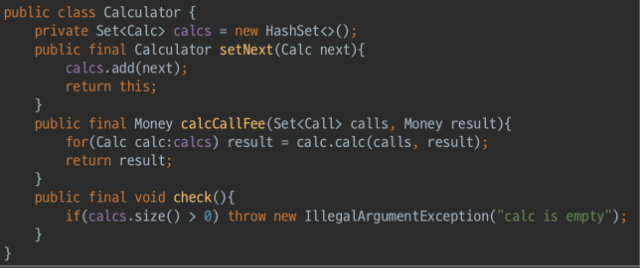 public class Calculator {
    private Set<Calc> calcs = new HashSet<>();
    public final Calculator setNext(Calc next){
        calcs.add(next);
        return this;
    }
    public final Money calcCallFee(Set<Call> calls, Money result){
        for(Calc calc:calcs) result = calc.calc(calls, result);
        return result;
    }
    public final void check(){
        if(calcs.size() > 0) throw new IllegalArgumentException("calc is empty");
    }
}